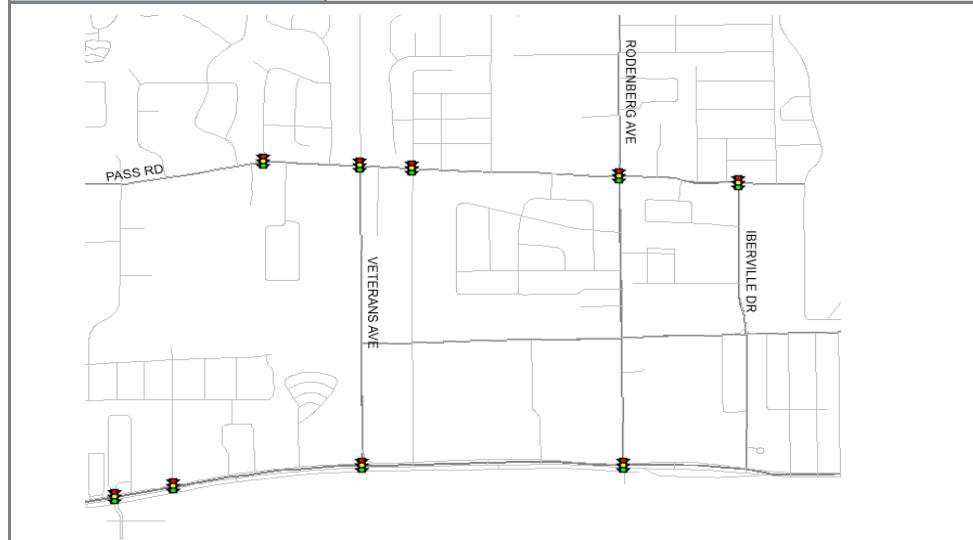 RODENBERG AVE
PASS RD
VETERANS AVE
IBERVILLE DR